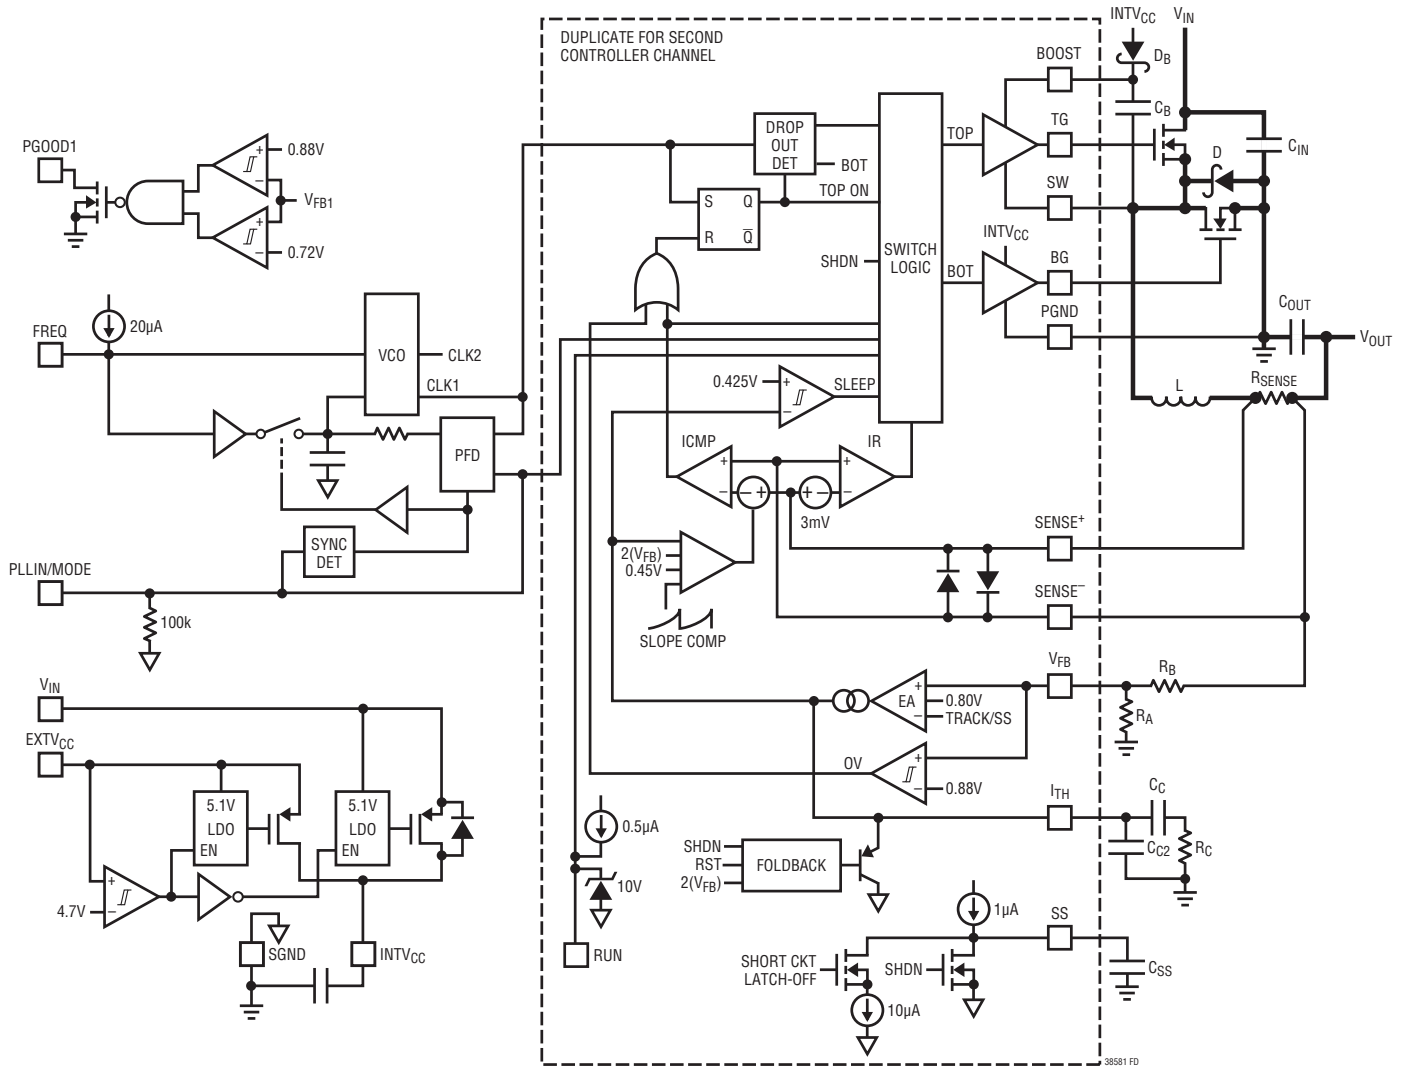 DUPLICATE FOR SECOND
CONTROLLER CHANNEL
INTVCC
VIN
BOOST
DB
CB
DROP
OUT
DET
TOP
TG
CIN
D
PGOOD1
0.88V
VFB1
0.72V
BOT
TOP ON
SW
S
Q
R
Q̅
SHDN
SWITCH
LOGIC
INTVCC
BOT
BG
PGND
COUT
VOUT
FREQ
20µA
VCO
CLK2
CLK1
0.425V
+
–
SLEEP
L
RSENSE
PFD
ICMP
IR
+
–
– +
+ –
3mV
+
–
SYNC
DET
2(VFB)
0.45V
SLOPE COMP
SENSE+
SENSE–
PLLIN/MODE
100k
VFB
RB
RA
EA
+
–
0.80V
TRACK/SS
VIN
EXTVCC
OV
+
–
0.88V
5.1V
LDO
EN
5.1V
LDO
EN
ITH
CC
CC2
RC
0.5µA
10V
SHDN
RST
2(VFB)
FOLDBACK
4.7V
+
–
SGND
INTVCC
RUN
1µA
SS
CSS
SHORT CKT
LATCH-OFF
SHDN
10µA
38581 FD